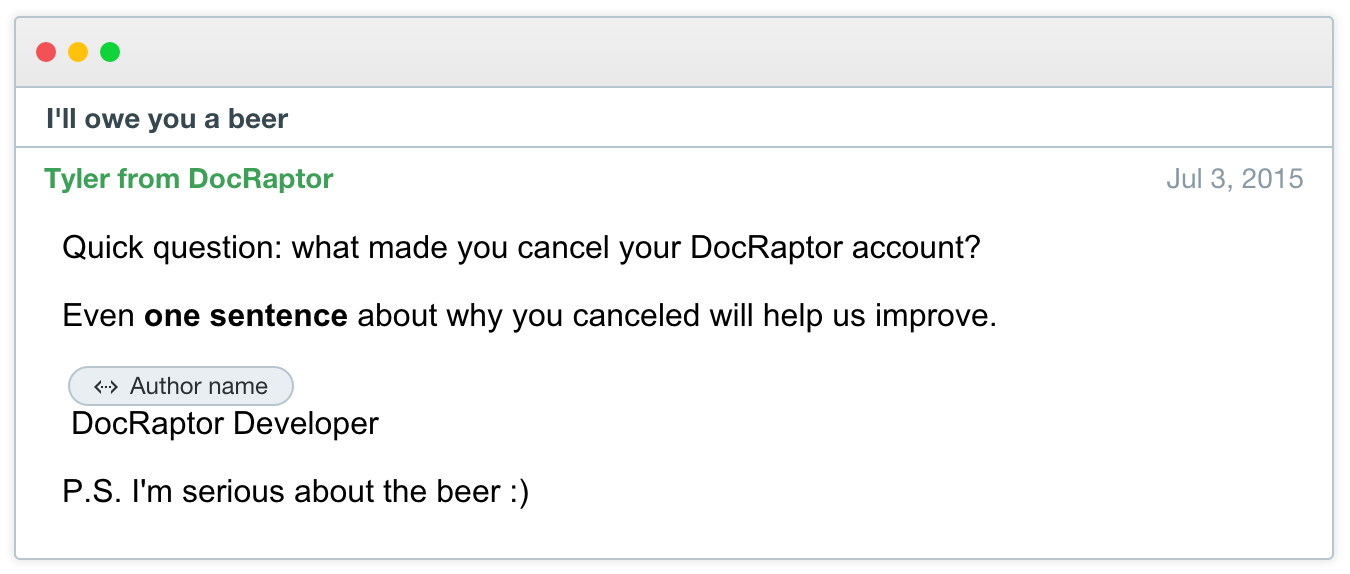 I'll owe you a beer
Tyler from DocRaptor Jul 3, 2015
Quick question: what made you cancel your DocRaptor account?
Even one sentence about why you canceled will help us improve.
Author name
DocRaptor Developer
P.S. I'm serious about the beer :)